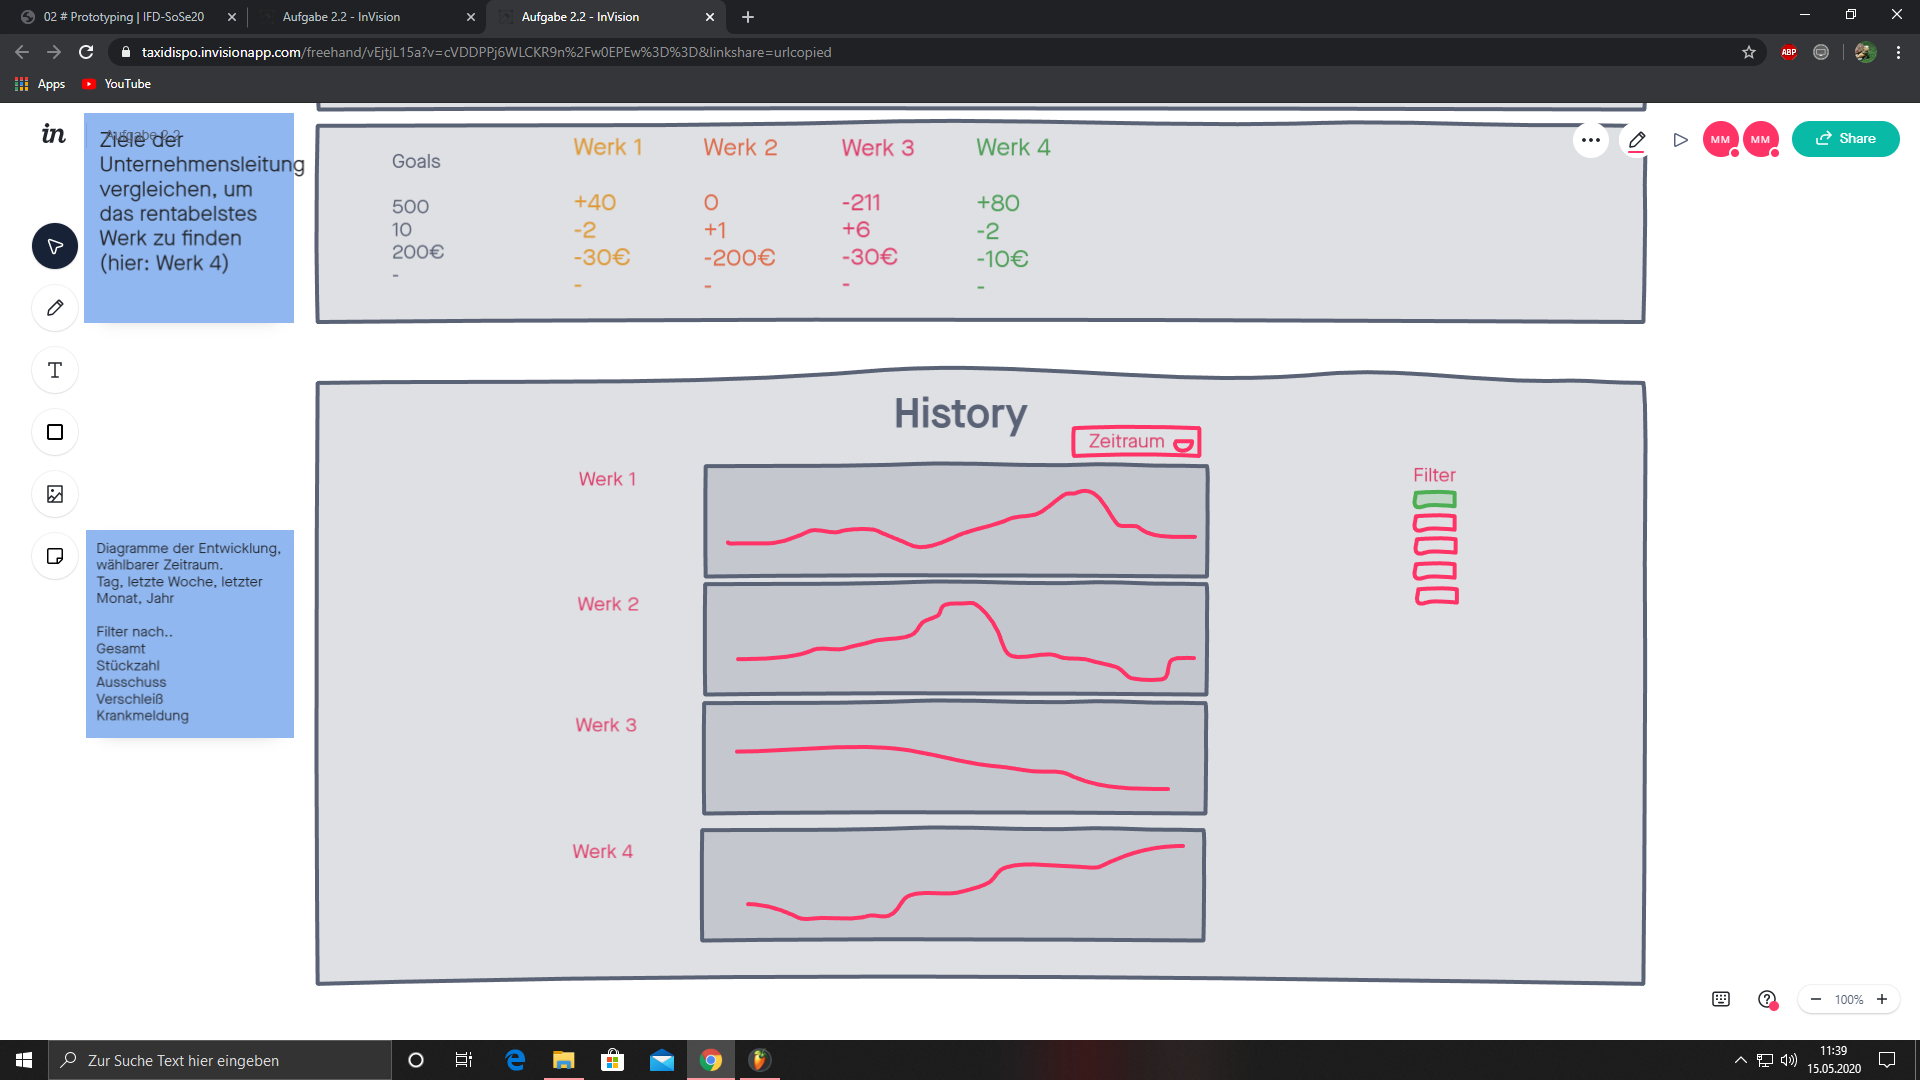 02 # Prototyping | IFD-SoSe20
Aufgabe 2.2 - InVision
Aufgabe 2.2 - InVision
taxidispo.invisionapp.com/freehand/vEjtjL15a?v=cVDDPPj6WLCKR9n%2Fw0EPEw%3D%3D&linkshare=urlcopied
ABP
Apps
YouTube
in
Aufgabe 2.2
Ziele der
Unternehmensleitung
vergleichen, um
das rentabelstes
Werk zu finden
(hier: Werk 4)
Goals
Werk 1
Werk 2
Werk 3
Werk 4
500
+40
0
-211
+80
10
-2
+1
+6
-2
200€
-30€
-200€
-30€
-10€
-
-
-
-
-
MM
MM
Share
T
History
Zeitraum
Filter
Werk 1
Werk 2
Werk 3
Werk 4
Diagramme der Entwicklung,
wählbarer Zeitraum.
Tag, letzte Woche, letzter
Monat, Jahr
Filter nach..
Gesamt
Stückzahl
Ausschuss
Verschleiß
Krankmeldung
100%
Zur Suche Text hier eingeben
11:39
15.05.2020